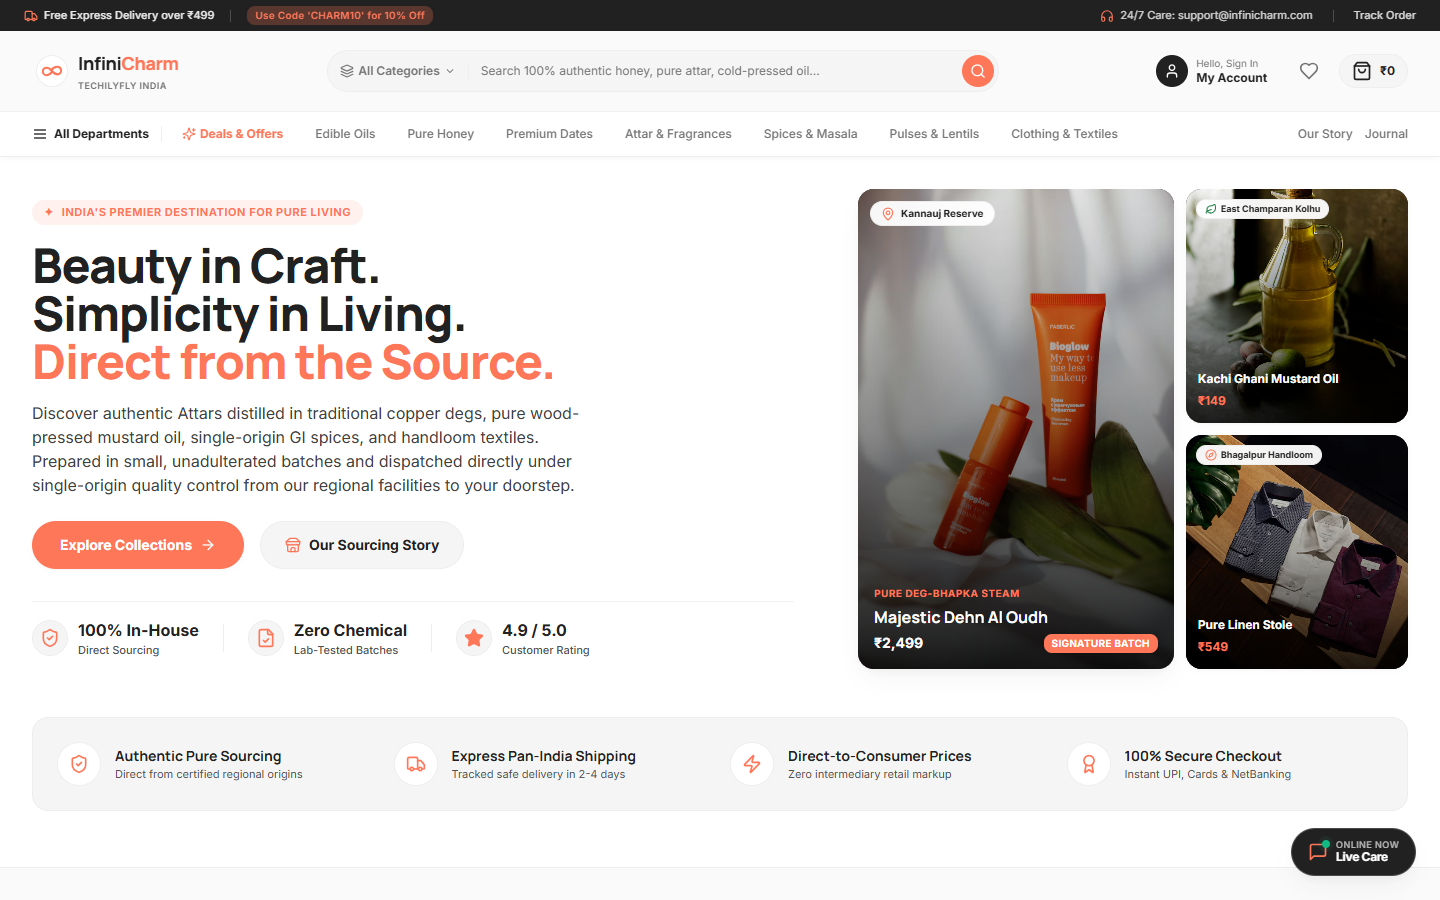 Free Express Delivery over ₹499
Use Code 'CHARM10' for 10% Off
24/7 Care: support@infinicharm.com
Track Order
InfiniCharm
TECHILYFLY INDIA
All Categories
Search 100% authentic honey, pure attar, cold-pressed oil...
Hello, Sign In
My Account
₹0
All Departments
Deals & Offers
Edible Oils
Pure Honey
Premium Dates
Attar & Fragrances
Spices & Masala
Pulses & Lentils
Clothing & Textiles
Our Story
Journal
INDIA'S PREMIER DESTINATION FOR PURE LIVING
Beauty in Craft.
Simplicity in Living.
Direct from the Source.
Discover authentic Attars distilled in traditional copper degs, pure wood-
pressed mustard oil, single-origin GI spices, and handloom textiles.
Prepared in small, unadulterated batches and dispatched directly under
single-origin quality control from our regional facilities to your doorstep.
Explore Collections
Our Sourcing Story
100% In-House
Direct Sourcing
Zero Chemical
Lab-Tested Batches
4.9 / 5.0
Customer Rating
Kannauj Reserve
FABERLIC
Bioglow
My way to
use less
makeup
Bioglow
PURE DEG-BHAPKA STEAM
Majestic Dehn Al Oudh
₹2,499
SIGNATURE BATCH
East Champaran Kolhu
Kachi Ghani Mustard Oil
₹149
Bhagalpur Handloom
Pure Linen Stole
₹549
Authentic Pure Sourcing
Direct from certified regional origins
Express Pan-India Shipping
Tracked safe delivery in 2-4 days
Direct-to-Consumer Prices
Zero intermediary retail markup
100% Secure Checkout
Instant UPI, Cards & NetBanking
ONLINE NOW
Live Care